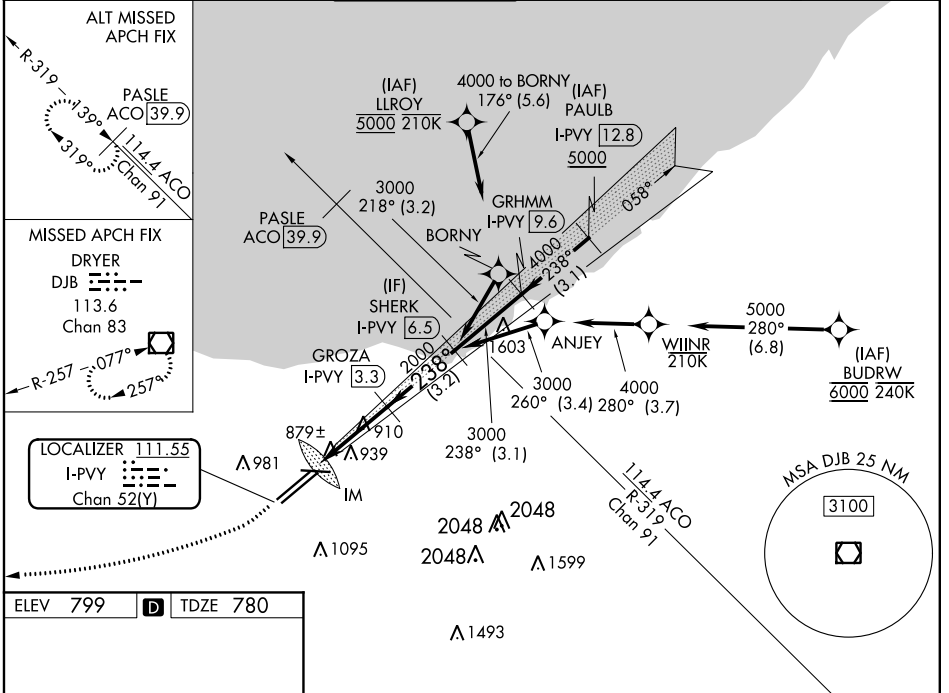 ALT MISSED
APCH FIX
R-319
139°
319°
PASLE
ACO 39.9
114.4 ACO
Chan 91
MISSED APCH FIX
DRYER
DJB
113.6
Chan 83
R-257
077°
257°
LOCALIZER 111.55
I-PVY
Chan 52(Y)
(IAF)
LLROY
5000 210K
4000 to BORNY
176° (5.6)
(IAF)
PAULB
I-PVY 12.8
5000
058°
3000
218° (3.2)
GRHMM
I-PVY 9.6
PASLE
ACO 39.9
BORNY
4000
238°
(3.1)
(IF)
SHERK
I-PVY 6.5
1603
ANJEY
WIINR
210K
5000
280°
(6.8)
(IAF)
BUDRW
6000 240K
GROZA
I-PVY 3.3
2000
238°
(3.2)
3000
260° (3.4)
4000
280° (3.7)
3000
238° (3.1)
879±
910
939
981
IM
114.4 ACO
R-319
Chan 91
MSA DJB 25 NM
3100
2048
2048
2048
1095
1599
1493
ELEV 799 D TDZE 780